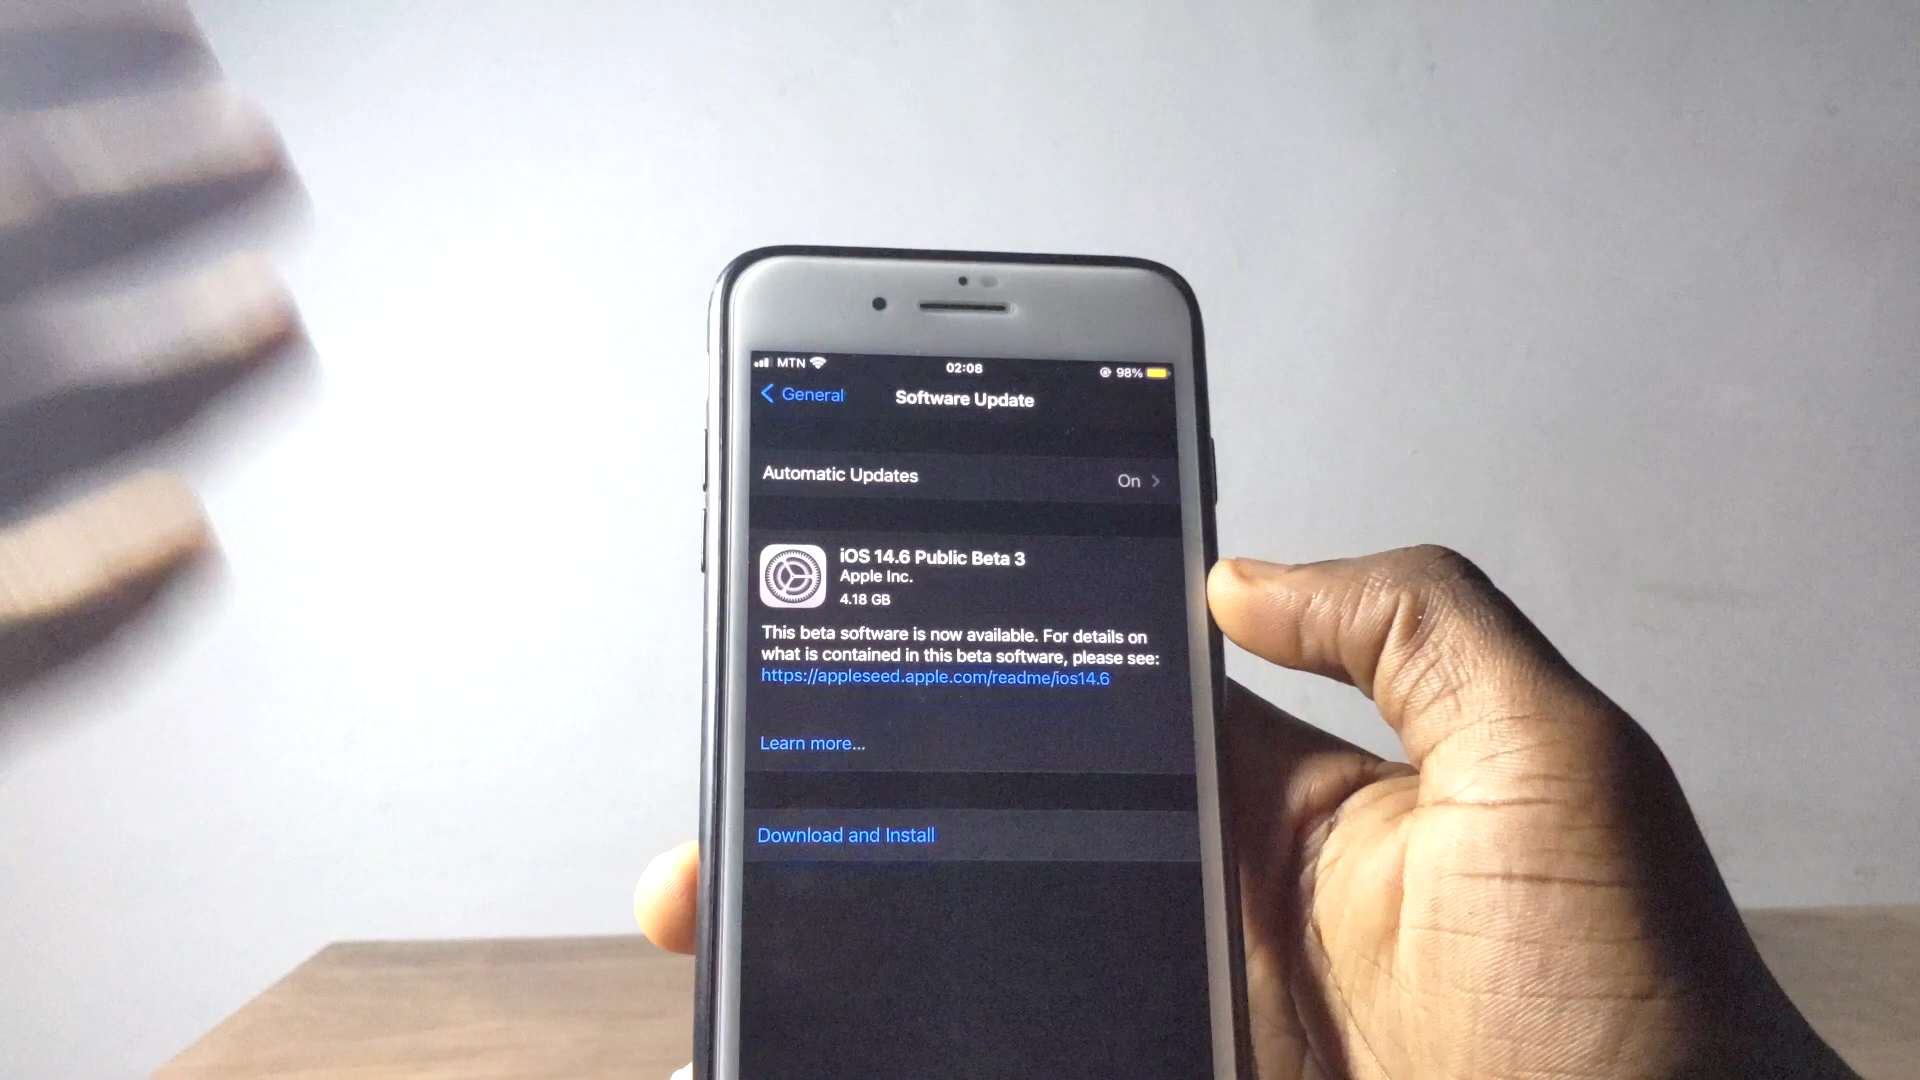 MTN
02:08
98%
General
Software Update
Automatic Updates
On
iOS 14.6 Public Beta 3
Apple Inc.
4.18 GB
This beta software is now available. For details on
what is contained in this beta software, please see:
https://appleseed.apple.com/readme/ios14.6
Learn more...
Download and Install